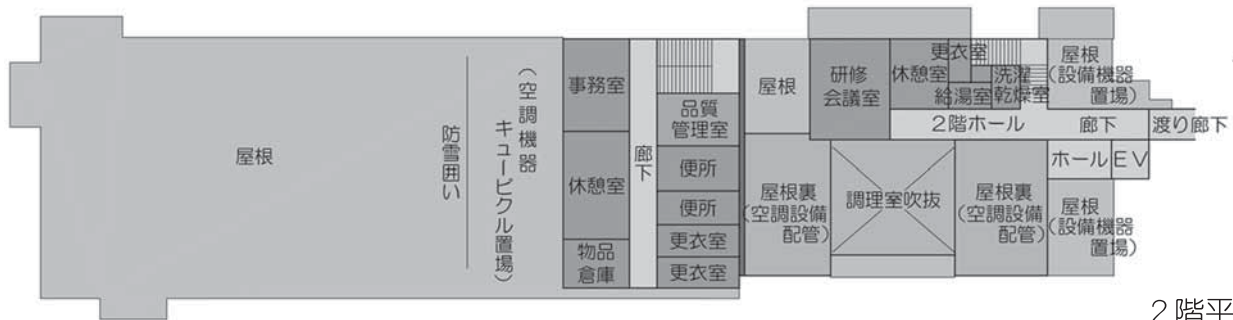 屋根
防雪囲い
（空調機器
キュービクル置場）
事務室
休憩室
物品
倉庫
廊下
品質
管理室
便所
便所
更衣室
更衣室
屋根
屋根裏
（空調設備
配管）
研修
会議室
休憩室
更衣室
給湯室
洗濯
乾燥室
2階ホール
廊下
渡り廊下
調理室吹抜
屋根裏
（空調設備
配管）
屋根
（設備機器
置場）
ホール
EV
屋根
（設備機器
置場）
2階平